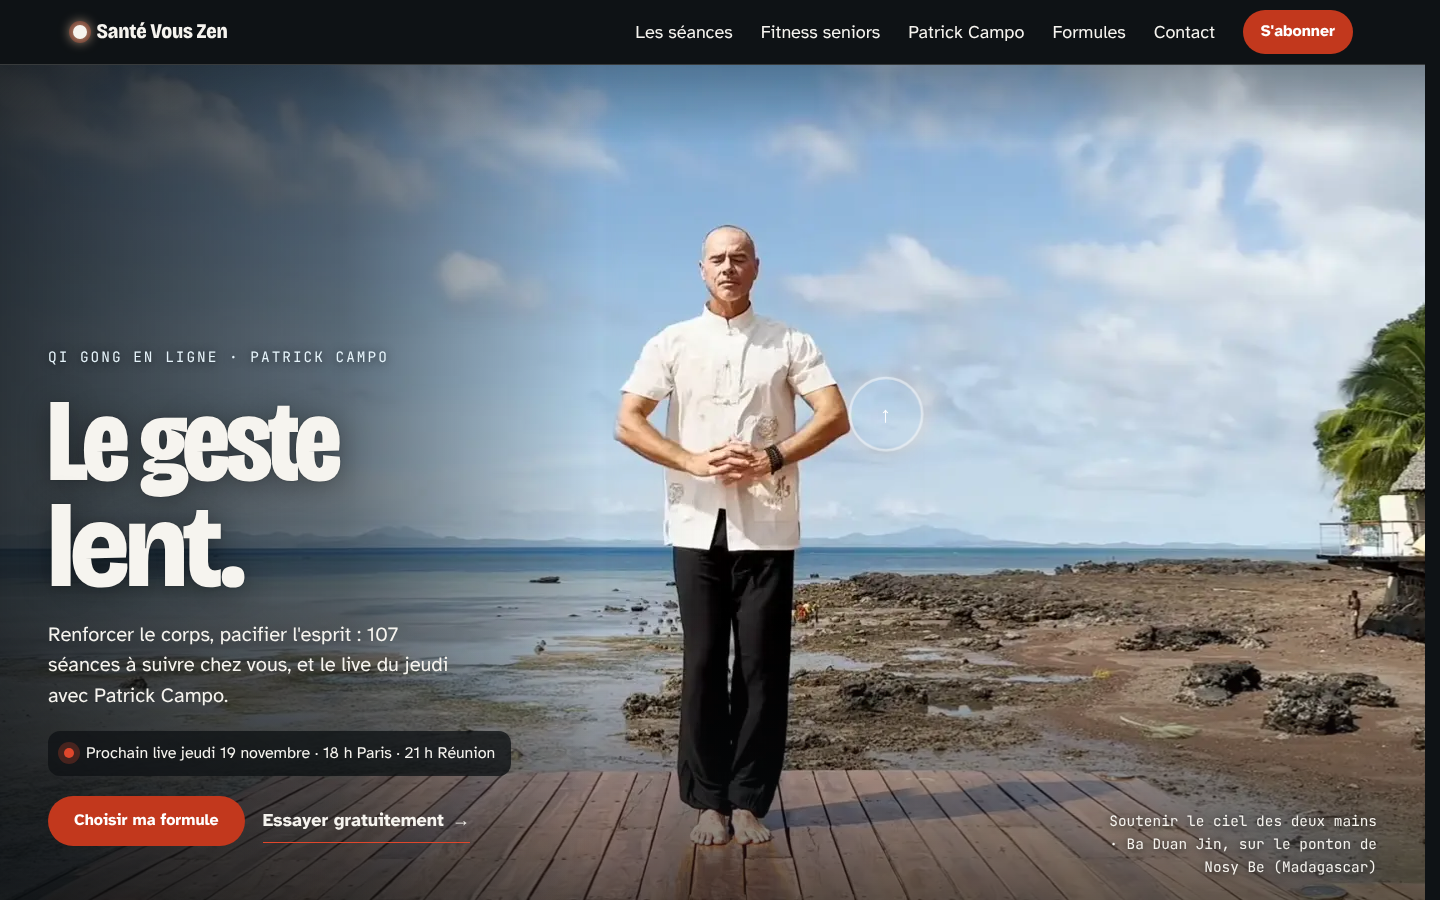 Santé Vous Zen
Les séances
Fitness seniors
Patrick Campo
Formules
Contact
S'abonner
QI GONG EN LIGNE · PATRICK CAMPO
Le geste
lent.
Renforcer le corps, pacifier l'esprit : 107
séances à suivre chez vous, et le live du jeudi
avec Patrick Campo.
Prochain live jeudi 19 novembre · 18 h Paris · 21 h Réunion
Choisir ma formule
Essayer gratuitement →
Soutenir le ciel des deux mains
· Ba Duan Jin, sur le ponton de
Nosy Be (Madagascar)